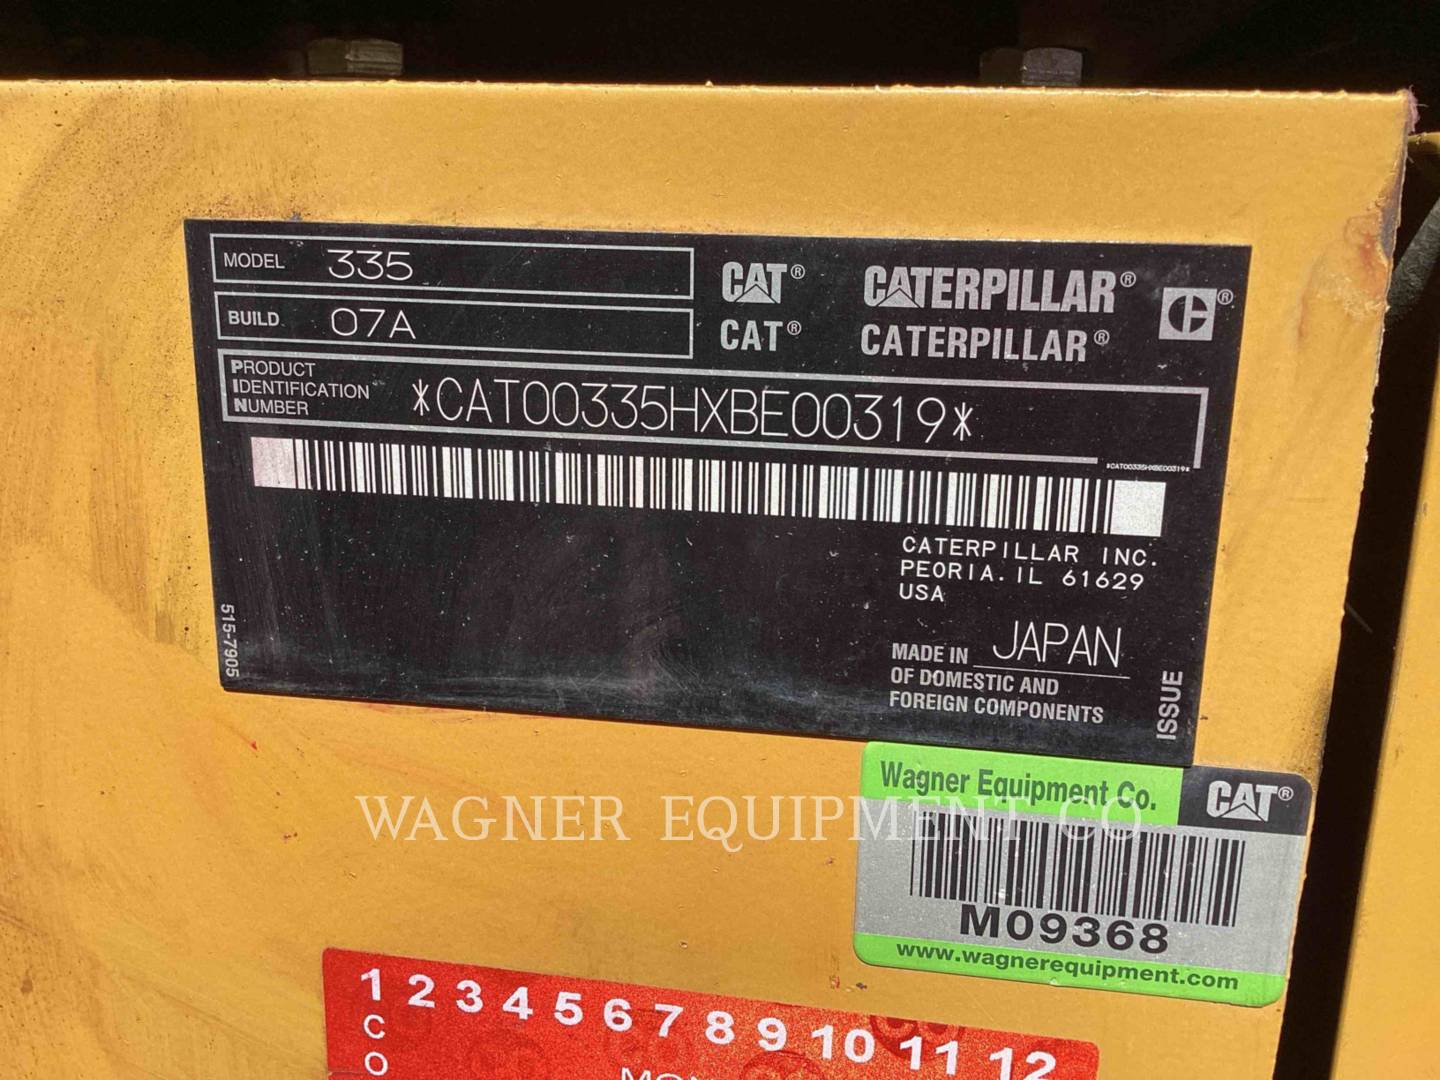 MODEL 335
BUILD 07A
CAT® CATERPILLAR® ®
CAT® CATERPILLAR®
PRODUCT
IDENTIFICATION
NUMBER
*CAT00335HXBE00319*
*CAT00335HXBE00319*
CATERPILLAR INC.
PEORIA.IL 61629
USA
MADE IN JAPAN
OF DOMESTIC AND
FOREIGN COMPONENTS
515-7905
ISSUE
Wagner Equipment Co. CAT®
WAGNER EQUIPMENT CO
M09368
www.wagnerequipment.com
1 2 3 4 5 6 7 8 9 10 11 12
C
O